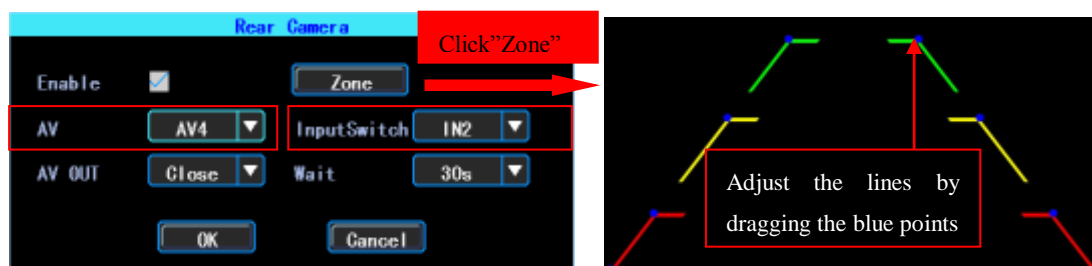 Rear Camera
Click”Zone”
Enable Zone
AV AV4 InputSwitch IN2
AV OUT Close Wait 30s
OK Cancel
Adjust the lines by
dragging the blue points